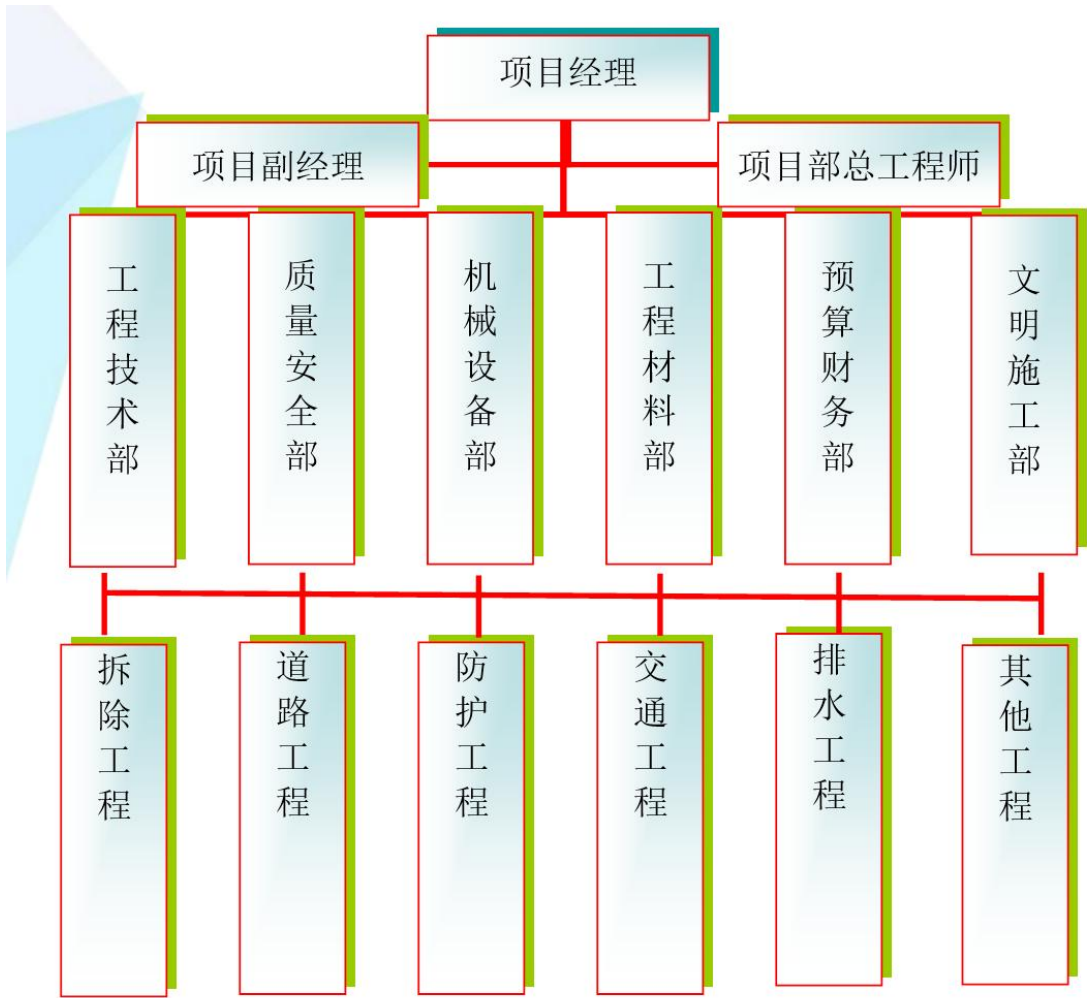 项目经理
项目副经理
项目部总工程师
工程技术部
质量安全部
机械设备部
工程材料部
预算财务部
文明施工部
拆除工程
道路工程
防护工程
交通工程
排水工程
其他工程